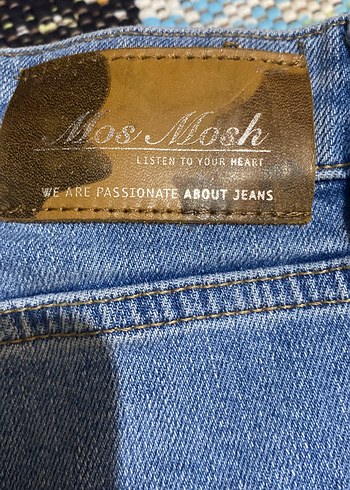 Mos Mosh
LISTEN TO YOUR HEART
WE ARE PASSIONATE ABOUT JEANS